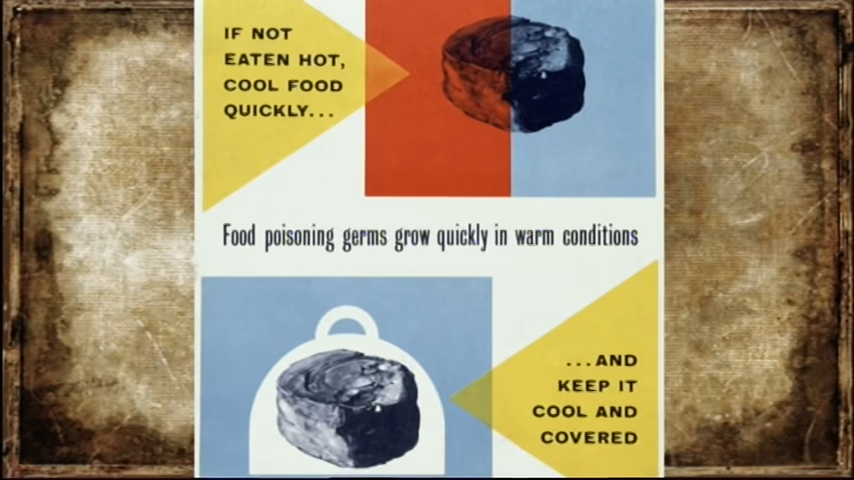 IF NOT
EATEN HOT,
COOL FOOD
QUICKLY...
Food poisoning germs grow quickly in warm conditions
...AND
KEEP IT
COOL AND
COVERED